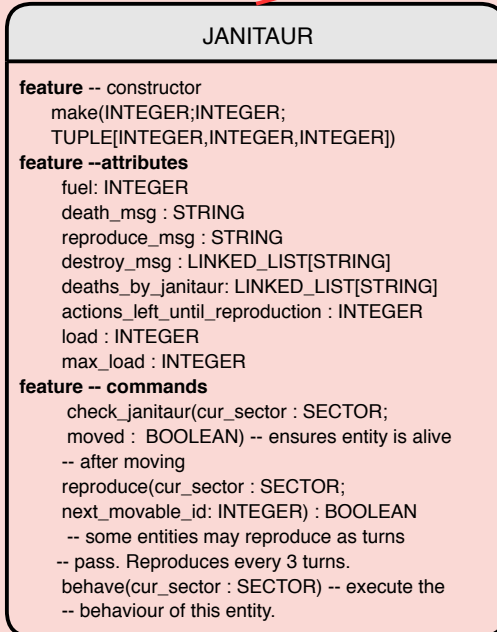 JANITAUR
feature -- constructor
make(INTEGER;INTEGER;
TUPLE[INTEGER,INTEGER,INTEGER])
feature --attributes
fuel: INTEGER
death_msg : STRING
reproduce_msg : STRING
destroy_msg : LINKED_LIST[STRING]
deaths_by_janitaur: LINKED_LIST[STRING]
actions_left_until_reproduction : INTEGER
load : INTEGER
max_load : INTEGER
feature -- commands
check_janitaur(cur_sector : SECTOR;
moved : BOOLEAN) -- ensures entity is alive
-- after moving
reproduce(cur_sector : SECTOR;
next_movable_id: INTEGER) : BOOLEAN
-- some entities may reproduce as turns
-- pass. Reproduces every 3 turns.
behave(cur_sector : SECTOR) -- execute the
-- behaviour of this entity.